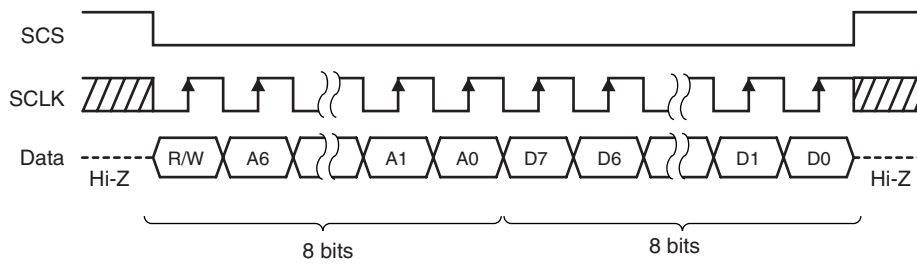 SCS
SCLK
Data
Hi-Z R/W A6 A1 A0 D7 D6 D1 D0 Hi-Z
8 bits 8 bits